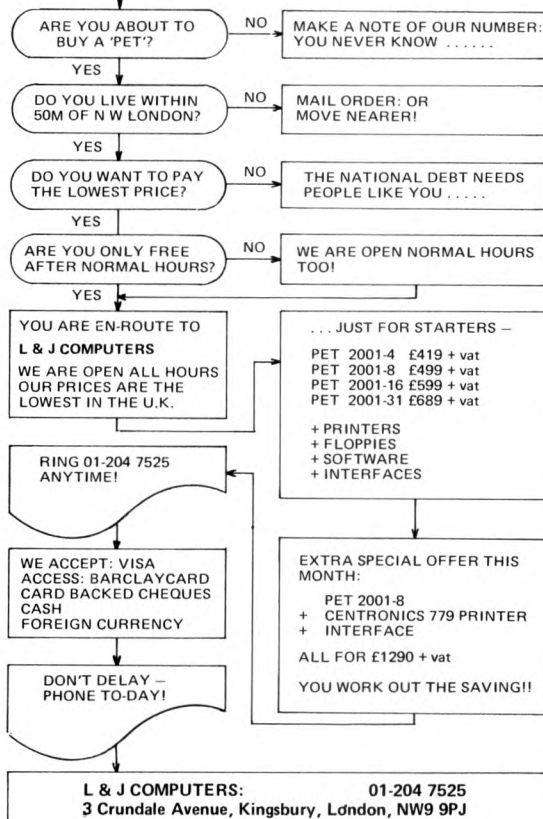 ARE YOU ABOUT TO
BUY A 'PET'?
NO
MAKE A NOTE OF OUR NUMBER:
YOU NEVER KNOW ......
YES
DO YOU LIVE WITHIN
50M OF N W LONDON?
NO
MAIL ORDER: OR
MOVE NEARER!
YES
DO YOU WANT TO PAY
THE LOWEST PRICE?
NO
THE NATIONAL DEBT NEEDS
PEOPLE LIKE YOU .....
YES
ARE YOU ONLY FREE
AFTER NORMAL HOURS?
NO
WE ARE OPEN NORMAL HOURS
TOO!
YES
YOU ARE EN-ROUTE TO
L & J COMPUTERS
WE ARE OPEN ALL HOURS
OUR PRICES ARE THE
LOWEST IN THE U.K.
... JUST FOR STARTERS –
PET 2001-4 £419 + vat
PET 2001-8 £499 + vat
PET 2001-16 £599 + vat
PET 2001-31 £689 + vat
+ PRINTERS
+ FLOPPIES
+ SOFTWARE
+ INTERFACES
EXTRA SPECIAL OFFER THIS
MONTH:
PET 2001-8
+ CENTRONICS 779 PRINTER
+ INTERFACE
ALL FOR £1290 + vat
YOU WORK OUT THE SAVING!!
RING 01-204 7525
ANYTIME!
WE ACCEPT: VISA
ACCESS: BARCLAYCARD
CARD BACKED CHEQUES
CASH
FOREIGN CURRENCY
DON'T DELAY –
PHONE TO-DAY!
L & J COMPUTERS: 01-204 7525
3 Crundale Avenue, Kingsbury, London, NW9 9PJ